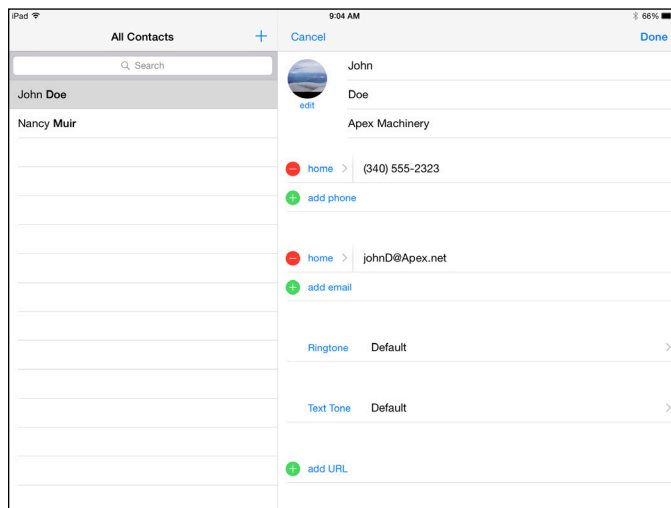 iPad 9:04 AM 66%
All Contacts + Cancel Done
Search
John Doe
Nancy Muir
edit
John
Doe
Apex Machinery
home (340) 555-2323
add phone
home johnD@Apex.net
add email
Ringtone Default
Text Tone Default
add URL